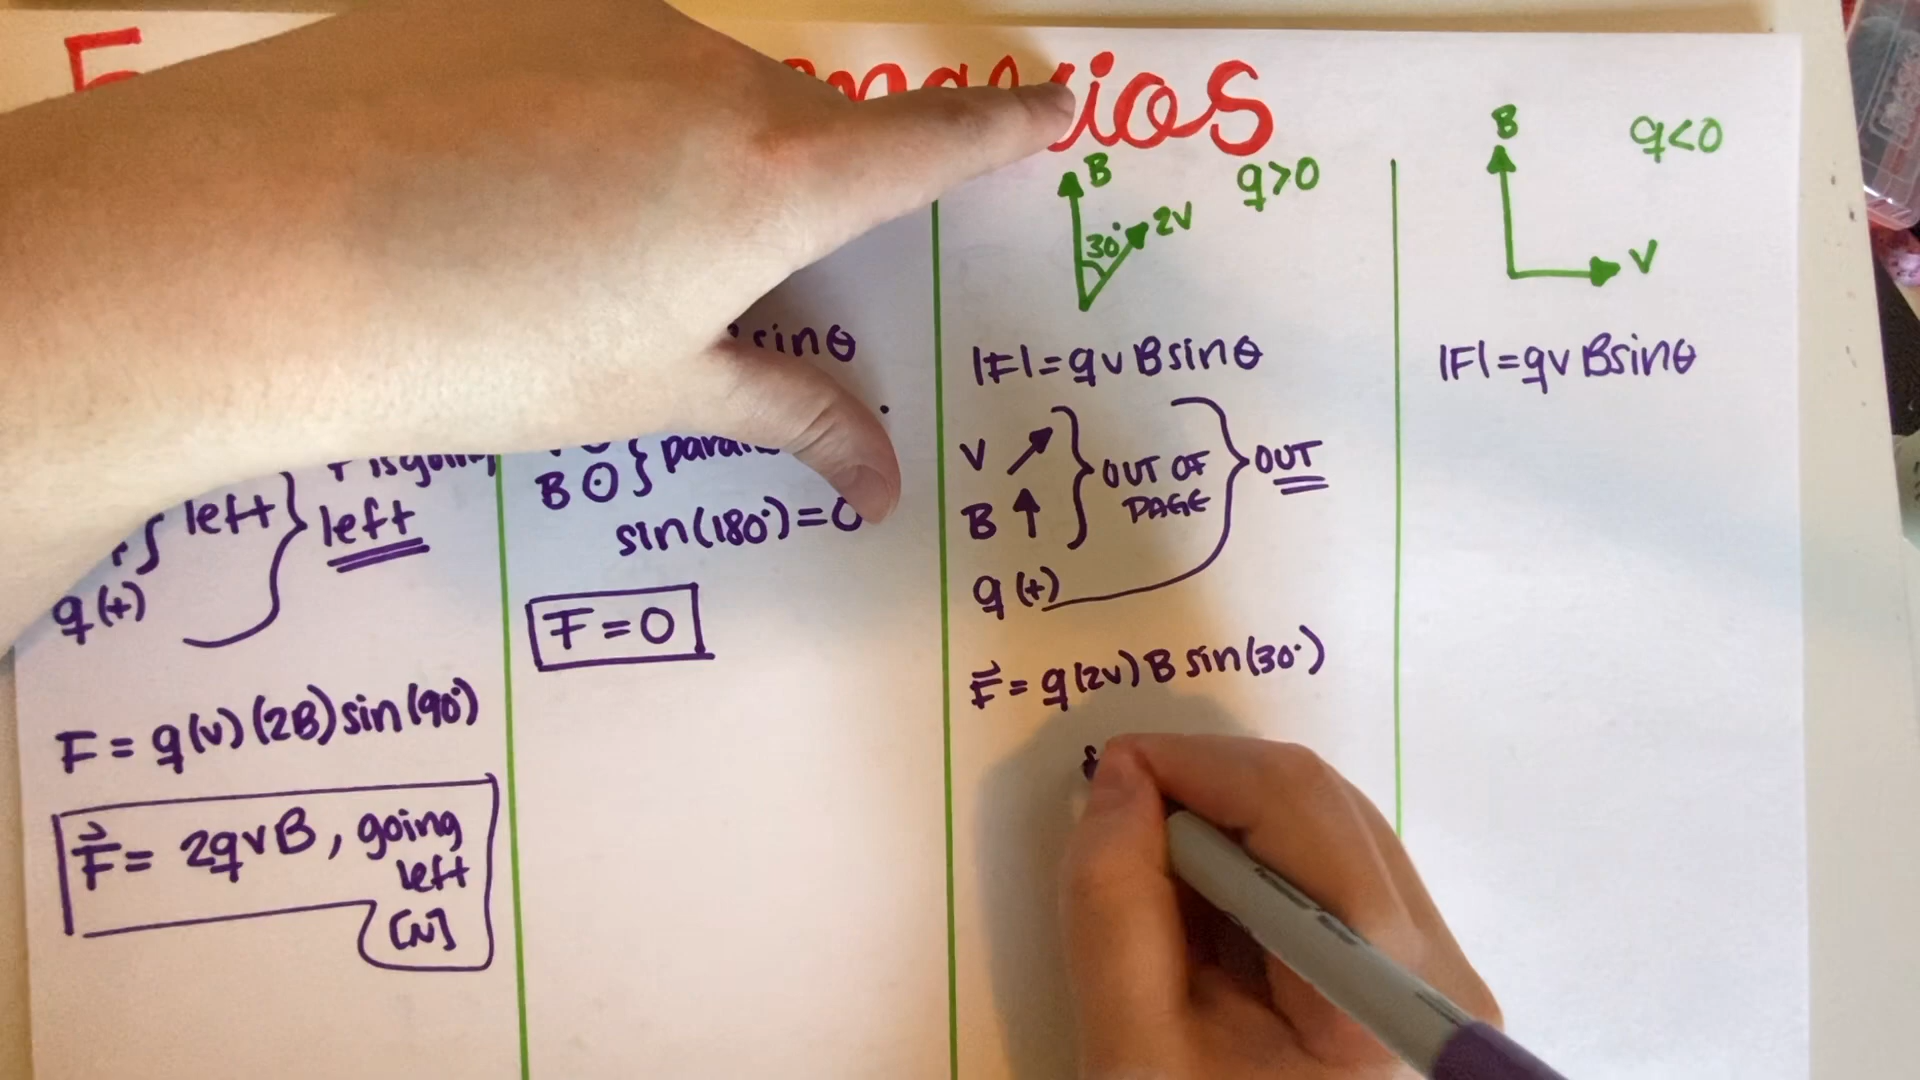 B
q>0
30°
2V
|F|=qvBsinθ
V
B
OUT OF
PAGE
OUT
q (+)
F⃗ = q(2v) B sin(30°)
B
q<0
V
|F|=qvBsinθ
sinθ
B ⊙
sin(180°)=0
F=0
left
left
q (+)
F = q(v) (2B) sin(90°)
F⃗ = 2qvB, going
left
[N]